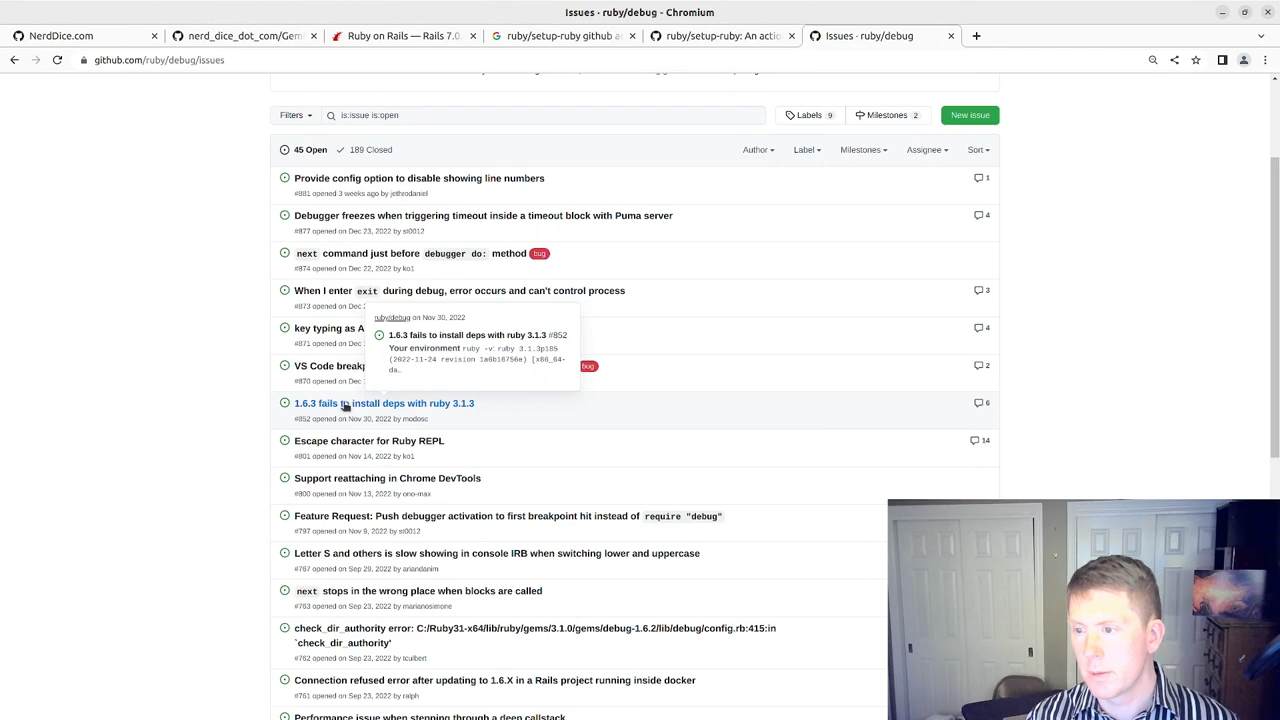 Issues · ruby/debug - Chromium
NerdDice.com
nerd_dice_dot_com/Gem
Ruby on Rails — Rails 7.0.
ruby/setup-ruby github a
ruby/setup-ruby: An actio
Issues · ruby/debug
github.com/ruby/debug/issues
Filters
is:issue is:open
Labels 9
Milestones 2
New issue
45 Open
189 Closed
Author
Label
Milestones
Assignee
Sort
Provide config option to disable showing line numbers
1
#881 opened 3 weeks ago by jethrodaniel
Debugger freezes when triggering timeout inside a timeout block with Puma server
4
#877 opened on Dec 23, 2022 by st0012
next command just before debugger do: method bug
#874 opened on Dec 22, 2022 by ko1
When I enter exit during debug, error occurs and can't control process
3
#873 opened on Dec
ruby/debug on Nov 30, 2022
key typing as A
4
#871 opened on Dec
1.6.3 fails to install deps with ruby 3.1.3 #852
Your environment ruby -v: ruby 3.1.3p185
(2022-11-24 revision 1a6b16756e) [x86_64-
da…
VS Code breakp
bug
2
#870 opened on Dec
1.6.3 fails to install deps with ruby 3.1.3
6
#852 opened on Nov 30, 2022 by modosc
Escape character for Ruby REPL
14
#801 opened on Nov 14, 2022 by ko1
Support reattaching in Chrome DevTools
#800 opened on Nov 13, 2022 by ono-max
Feature Request: Push debugger activation to first breakpoint hit instead of require "debug"
#797 opened on Nov 9, 2022 by st0012
Letter S and others is slow showing in console IRB when switching lower and uppercase
#767 opened on Sep 29, 2022 by ariandanim
next stops in the wrong place when blocks are called
#763 opened on Sep 23, 2022 by marianosimone
check_dir_authority error: C:/Ruby31-x64/lib/ruby/gems/3.1.0/gems/debug-1.6.2/lib/debug/config.rb:415:in
`check_dir_authority'
#762 opened on Sep 23, 2022 by tculbert
Connection refused error after updating to 1.6.X in a Rails project running inside docker
#761 opened on Sep 23, 2022 by ralph
Performance issue when stepping through a deep callstack